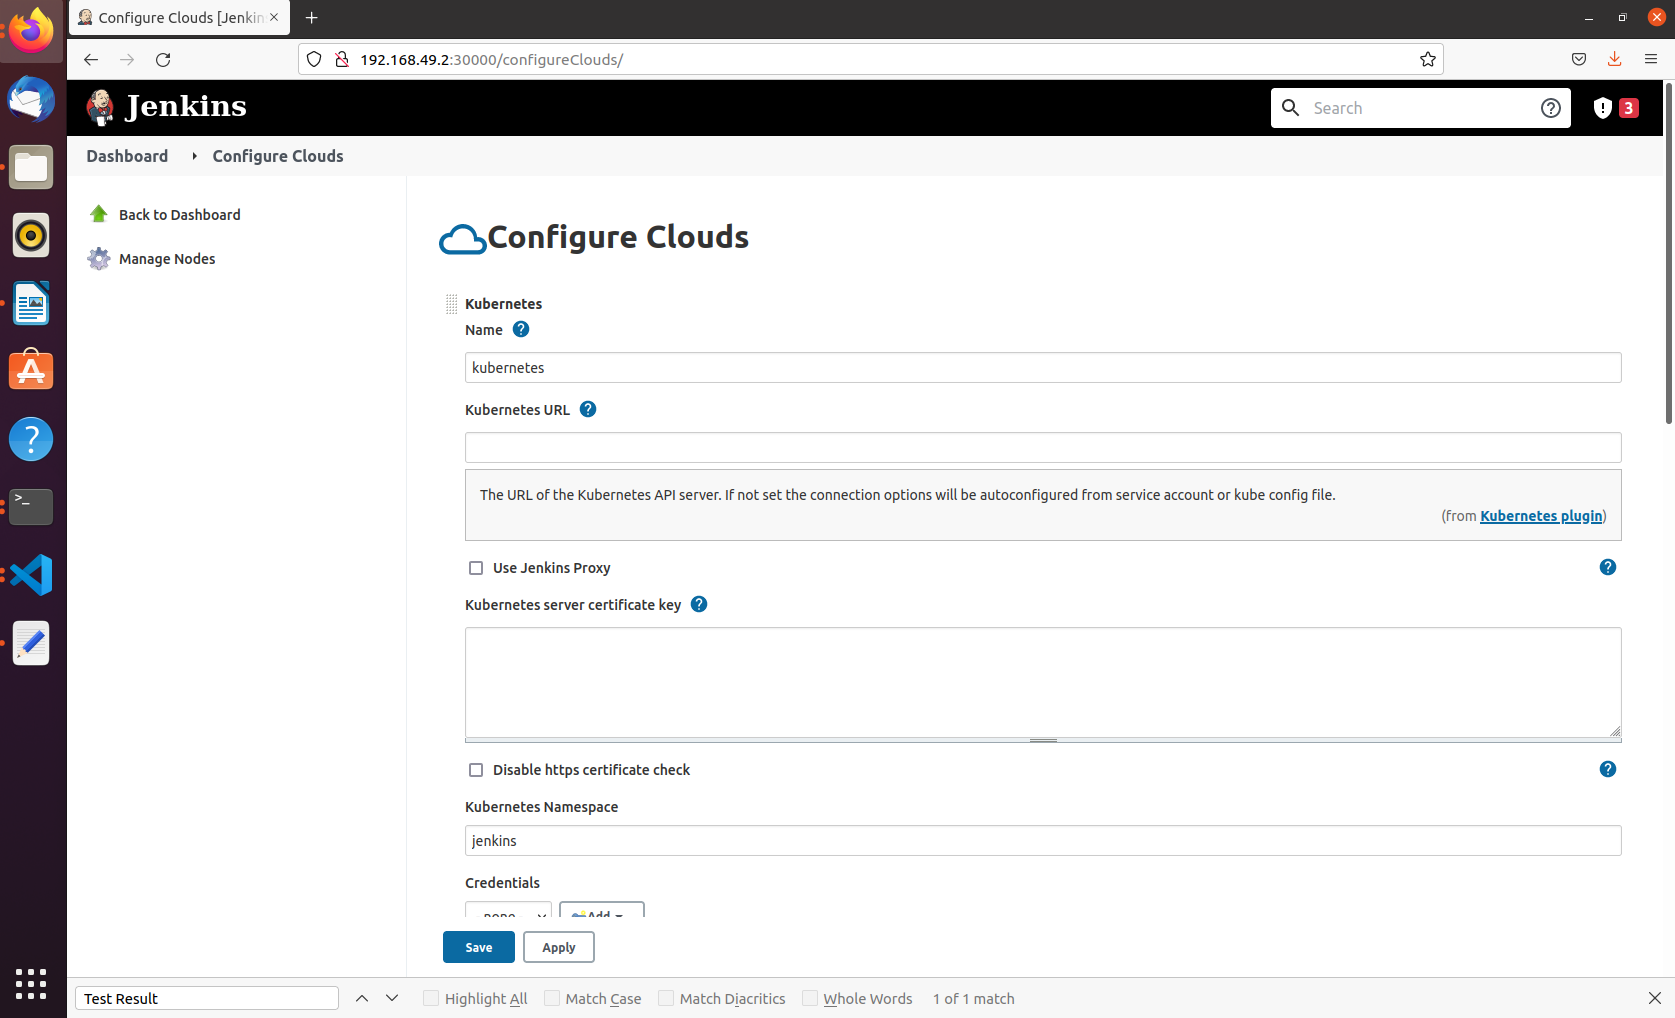 Configure Clouds [Jenkin
192.168.49.2:30000/configureClouds/
Jenkins
Search
3
Dashboard
Configure Clouds
Back to Dashboard
Manage Nodes
Configure Clouds
Kubernetes
Name
kubernetes
Kubernetes URL
The URL of the Kubernetes API server. If not set the connection options will be autoconfigured from service account or kube config file.
(from Kubernetes plugin)
Use Jenkins Proxy
Kubernetes server certificate key
Disable https certificate check
Kubernetes Namespace
jenkins
Credentials
none
Add
Save
Apply
Test Result
Highlight All
Match Case
Match Diacritics
Whole Words
1 of 1 match